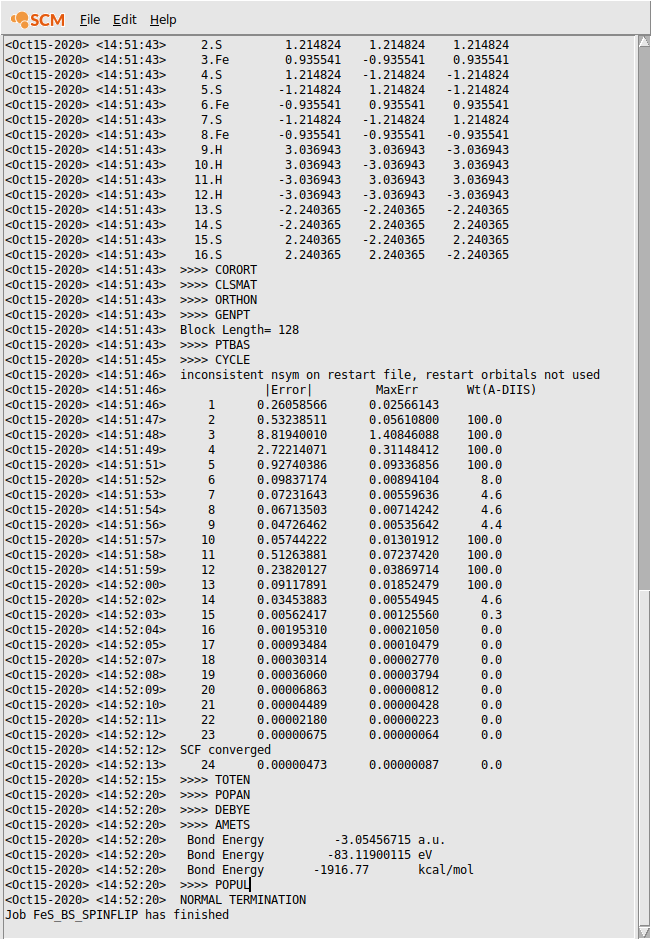 SCM File Edit Help
<Oct15-2020> <14:51:43> 2.S 1.214824 1.214824 1.214824
<Oct15-2020> <14:51:43> 3.Fe 0.935541 -0.935541 0.935541
<Oct15-2020> <14:51:43> 4.S 1.214824 -1.214824 -1.214824
<Oct15-2020> <14:51:43> 5.S -1.214824 1.214824 -1.214824
<Oct15-2020> <14:51:43> 6.Fe -0.935541 0.935541 0.935541
<Oct15-2020> <14:51:43> 7.S -1.214824 -1.214824 1.214824
<Oct15-2020> <14:51:43> 8.Fe -0.935541 -0.935541 -0.935541
<Oct15-2020> <14:51:43> 9.H 3.036943 3.036943 -3.036943
<Oct15-2020> <14:51:43> 10.H 3.036943 -3.036943 3.036943
<Oct15-2020> <14:51:43> 11.H -3.036943 3.036943 3.036943
<Oct15-2020> <14:51:43> 12.H -3.036943 -3.036943 -3.036943
<Oct15-2020> <14:51:43> 13.S -2.240365 -2.240365 -2.240365
<Oct15-2020> <14:51:43> 14.S -2.240365 2.240365 2.240365
<Oct15-2020> <14:51:43> 15.S 2.240365 -2.240365 2.240365
<Oct15-2020> <14:51:43> 16.S 2.240365 2.240365 -2.240365
<Oct15-2020> <14:51:43> >>>> CORORT
<Oct15-2020> <14:51:43> >>>> CLSMAT
<Oct15-2020> <14:51:43> >>>> ORTHON
<Oct15-2020> <14:51:43> >>>> GENPT
<Oct15-2020> <14:51:43> Block Length= 128
<Oct15-2020> <14:51:43> >>>> PTBAS
<Oct15-2020> <14:51:45> >>>> CYCLE
<Oct15-2020> <14:51:46> inconsistent nsym on restart file, restart orbitals not used
<Oct15-2020> <14:51:46> |Error| MaxErr Wt(A-DIIS)
<Oct15-2020> <14:51:46> 1 0.26058566 0.02566143
<Oct15-2020> <14:51:47> 2 0.53238511 0.05610800 100.0
<Oct15-2020> <14:51:48> 3 8.81940010 1.40846088 100.0
<Oct15-2020> <14:51:49> 4 2.72214071 0.31148412 100.0
<Oct15-2020> <14:51:51> 5 0.92740386 0.09336856 100.0
<Oct15-2020> <14:51:52> 6 0.09837174 0.00894104 8.0
<Oct15-2020> <14:51:53> 7 0.07231643 0.00559636 4.6
<Oct15-2020> <14:51:54> 8 0.06713503 0.00714242 4.6
<Oct15-2020> <14:51:56> 9 0.04726462 0.00535642 4.4
<Oct15-2020> <14:51:57> 10 0.05744222 0.01301912 100.0
<Oct15-2020> <14:51:58> 11 0.51263881 0.07237420 100.0
<Oct15-2020> <14:51:59> 12 0.23820127 0.03869714 100.0
<Oct15-2020> <14:52:00> 13 0.09117891 0.01852479 100.0
<Oct15-2020> <14:52:02> 14 0.03453883 0.00554945 4.6
<Oct15-2020> <14:52:03> 15 0.00562417 0.00125560 0.3
<Oct15-2020> <14:52:04> 16 0.00195310 0.00021050 0.0
<Oct15-2020> <14:52:05> 17 0.00093484 0.00010479 0.0
<Oct15-2020> <14:52:07> 18 0.00030314 0.00002770 0.0
<Oct15-2020> <14:52:08> 19 0.00036060 0.00003794 0.0
<Oct15-2020> <14:52:09> 20 0.00006863 0.00000812 0.0
<Oct15-2020> <14:52:10> 21 0.00004489 0.00000428 0.0
<Oct15-2020> <14:52:11> 22 0.00002180 0.00000223 0.0
<Oct15-2020> <14:52:12> 23 0.00000675 0.00000064 0.0
<Oct15-2020> <14:52:12> SCF converged
<Oct15-2020> <14:52:13> 24 0.00000473 0.00000087 0.0
<Oct15-2020> <14:52:15> >>>> TOTEN
<Oct15-2020> <14:52:20> >>>> POPAN
<Oct15-2020> <14:52:20> >>>> DEBYE
<Oct15-2020> <14:52:20> >>>> AMETS
<Oct15-2020> <14:52:20> Bond Energy -3.05456715 a.u.
<Oct15-2020> <14:52:20> Bond Energy -83.11900115 eV
<Oct15-2020> <14:52:20> Bond Energy -1916.77 kcal/mol
<Oct15-2020> <14:52:20> >>>> POPUL
<Oct15-2020> <14:52:20> NORMAL TERMINATION
Job FeS_BS_SPINFLIP has finished